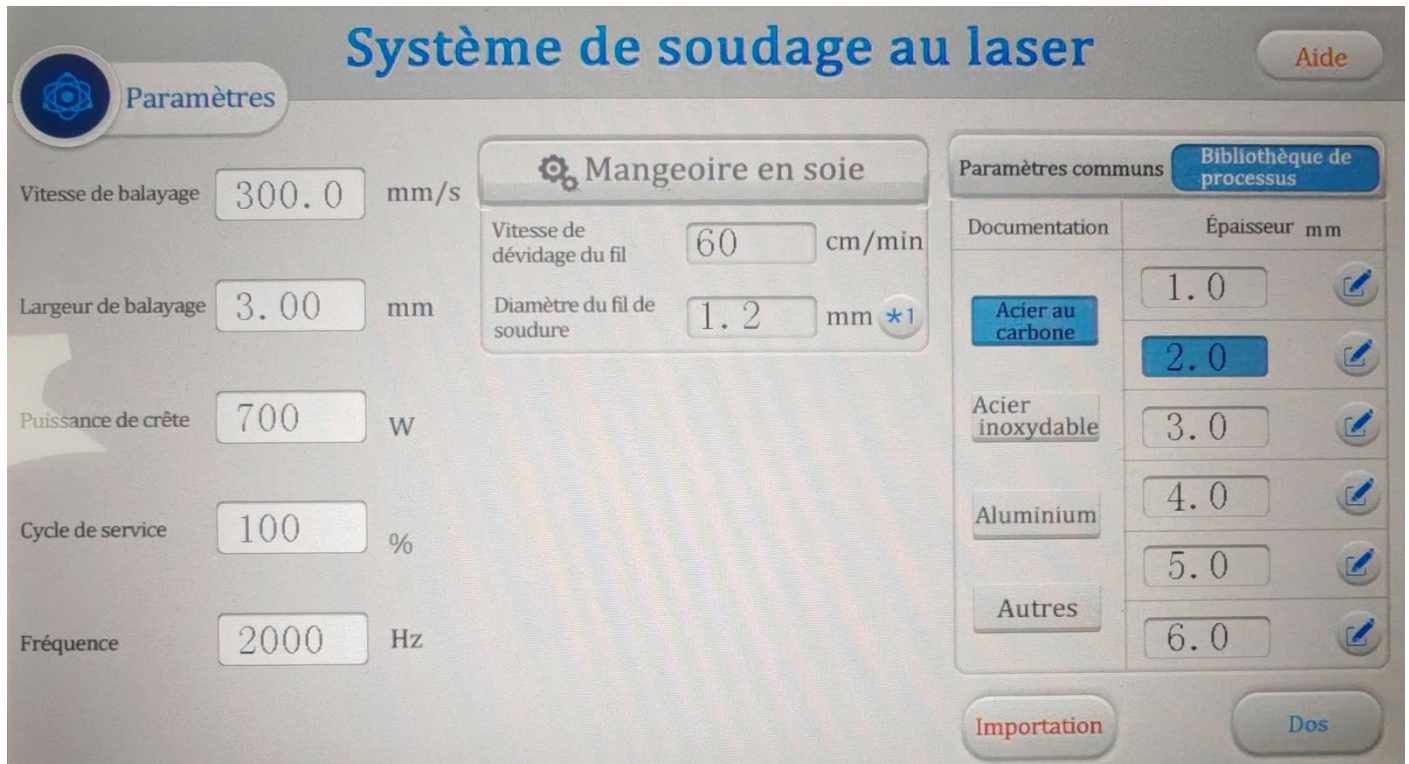 Système de soudage au laser
Aide
Paramètres
Vitesse de balayage 300.0 mm/s
Largeur de balayage 3.00 mm
Puissance de crête 700 W
Cycle de service 100 %
Fréquence 2000 Hz
Mangeoire en soie
Vitesse de
dévidage du fil 60 cm/min
Diamètre du fil de
soudure 1.2 mm *1
Paramètres communs
Bibliothèque de
processus
Documentation
Épaisseur mm
Acier au
carbone
Acier
inoxydable
Aluminium
Autres
1.0
2.0
3.0
4.0
5.0
6.0
Importation
Dos